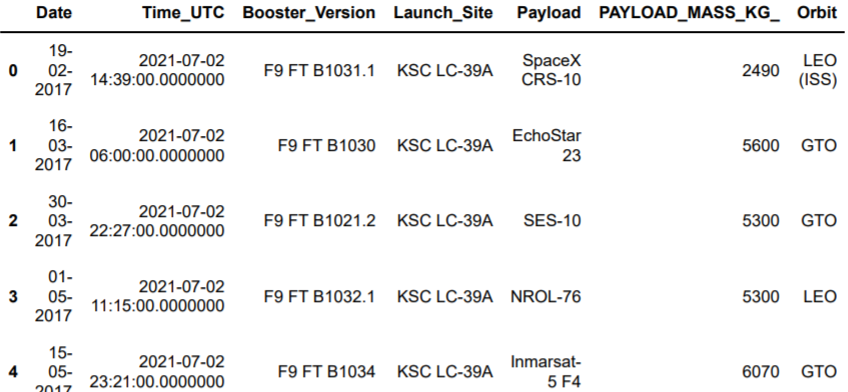 Date Time_UTC Booster_Version Launch_Site Payload PAYLOAD_MASS_KG_ Orbit
0 19-02-2017 2021-07-02 14:39:00.0000000 F9 FT B1031.1 KSC LC-39A SpaceX CRS-10 2490 LEO (ISS)
1 16-03-2017 2021-07-02 06:00:00.0000000 F9 FT B1030 KSC LC-39A EchoStar 23 5600 GTO
2 30-03-2017 2021-07-02 22:27:00.0000000 F9 FT B1021.2 KSC LC-39A SES-10 5300 GTO
3 01-05-2017 2021-07-02 11:15:00.0000000 F9 FT B1032.1 KSC LC-39A NROL-76 5300 LEO
4 15-05-2017 2021-07-02 23:21:00.0000000 F9 FT B1034 KSC LC-39A Inmarsat-5 F4 6070 GTO